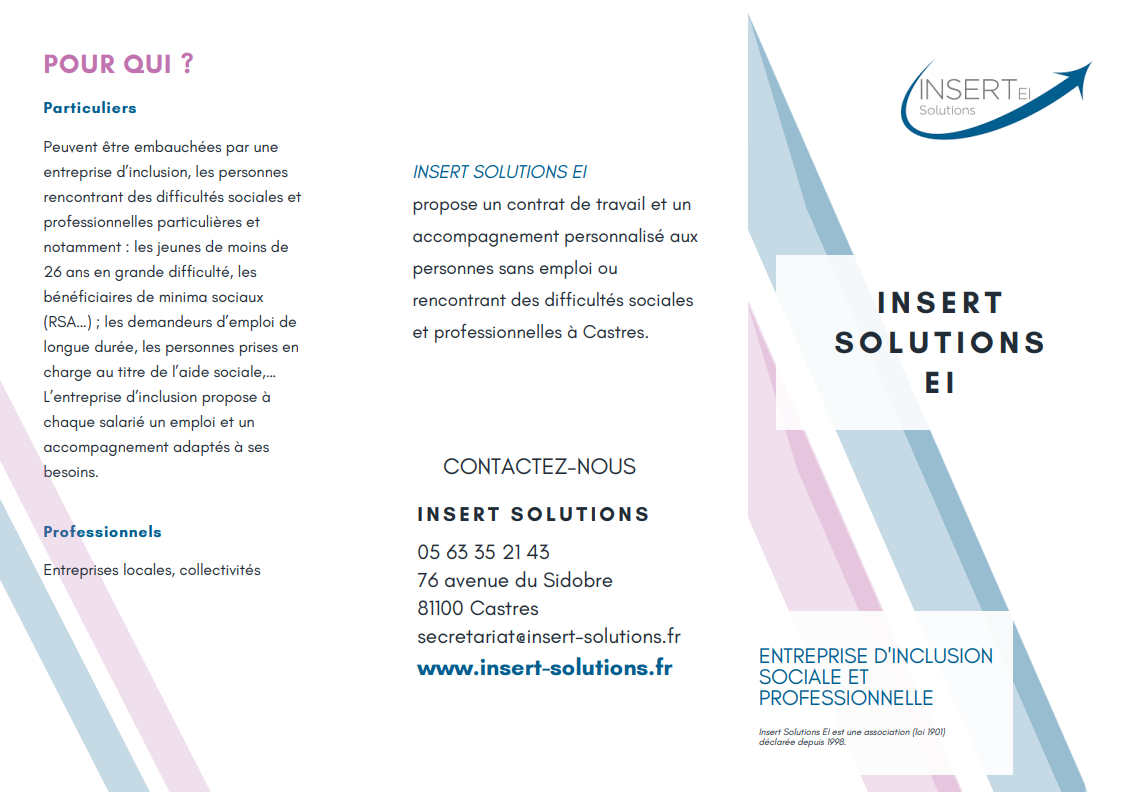 POUR QUI ?
Particuliers
Peuvent être embauchées par une
entreprise d’inclusion, les personnes
rencontrant des difficultés sociales et
professionnelles particulières et
notamment : les jeunes de moins de
26 ans en grande difficulté, les
bénéficiaires de minima sociaux
(RSA...) ; les demandeurs d’emploi de
longue durée, les personnes prises en
charge au titre de l’aide sociale,...
L’entreprise d’inclusion propose à
chaque salarié un emploi et un
accompagnement adaptés à ses
besoins.
Professionnels
Entreprises locales, collectivités
INSERT SOLUTIONS EI
propose un contrat de travail et un
accompagnement personnalisé aux
personnes sans emploi ou
rencontrant des difficultés sociales
et professionnelles à Castres.
CONTACTEZ-NOUS
INSERT SOLUTIONS
05 63 35 21 43
76 avenue du Sidobre
81100 Castres
secretariat@insert-solutions.fr
www.insert-solutions.fr
INSERT EI
Solutions
INSERT
SOLUTIONS
EI
ENTREPRISE D'INCLUSION
SOCIALE ET
PROFESSIONNELLE
Insert Solutions EI est une association (loi 1901)
déclarée depuis 1998.